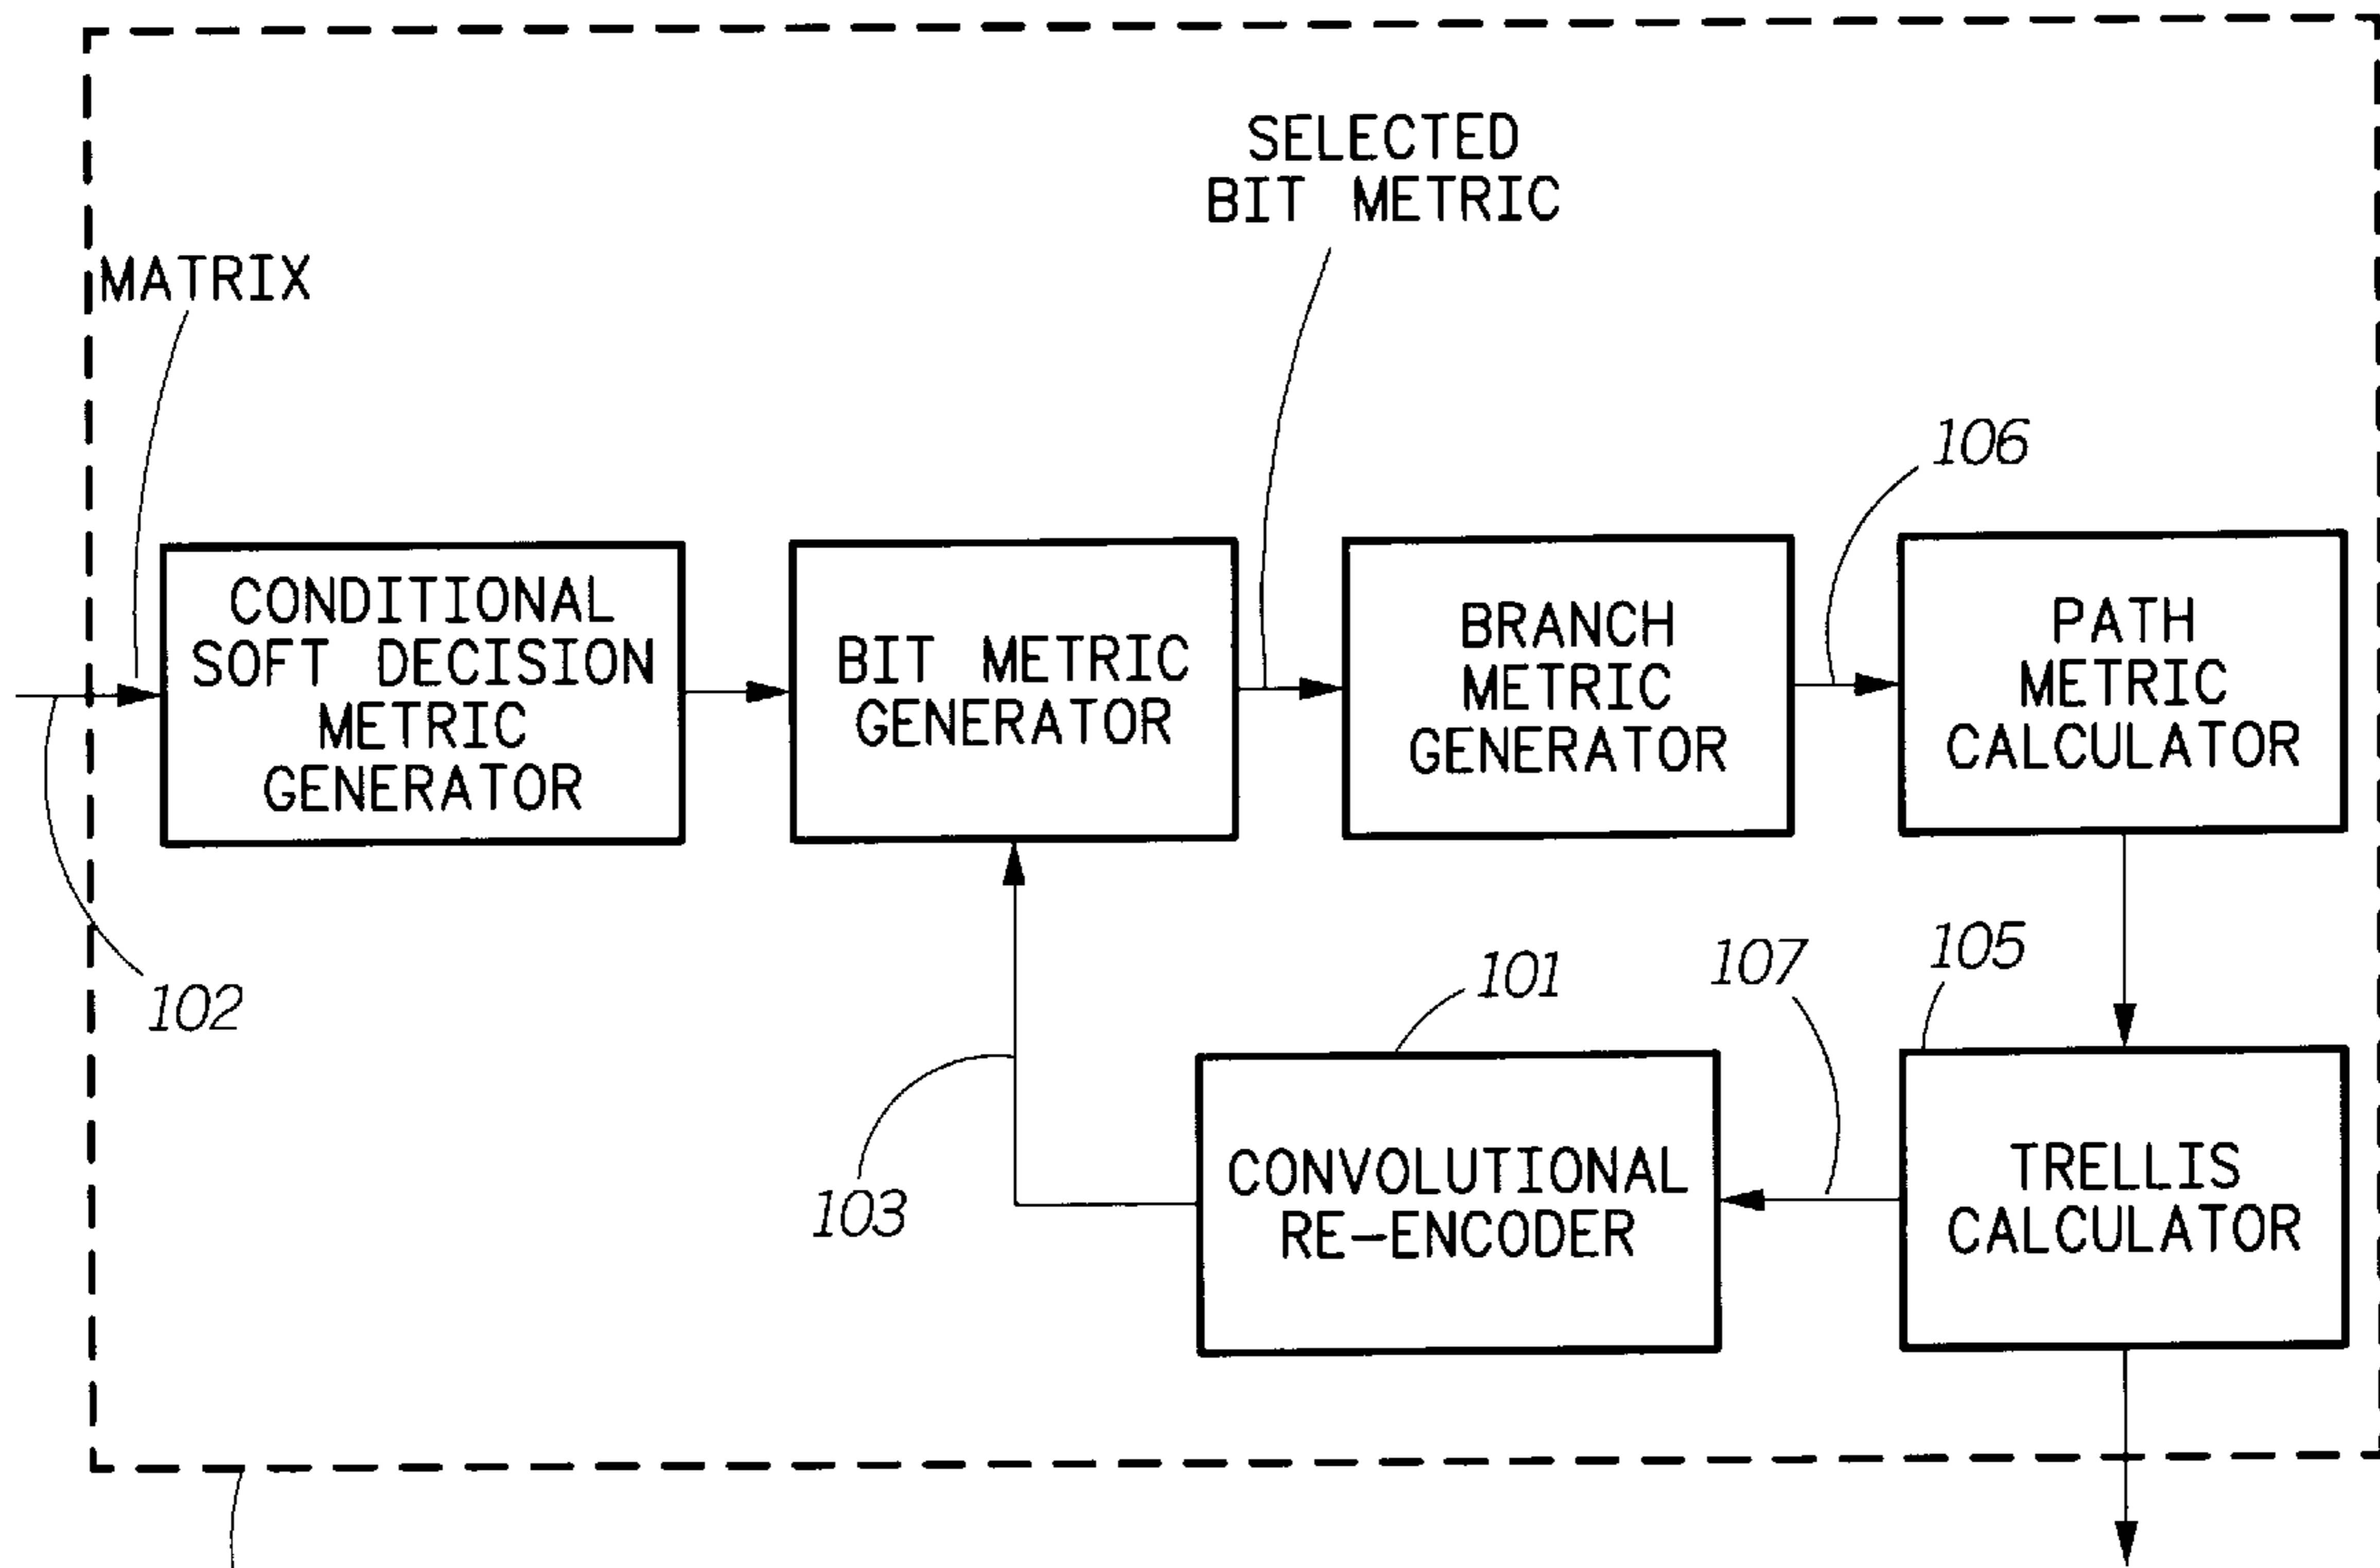 SELECTED
BIT METRIC
MATRIX
106
CONDITIONAL
SOFT DECISION
METRIC
GENERATOR
BIT METRIC
GENERATOR
BRANCH
METRIC
GENERATOR
PATH
METRIC
CALCULATOR
102
103
101
107
105
CONVOLUTIONAL
RE-ENCODER
TRELLIS
CALCULATOR